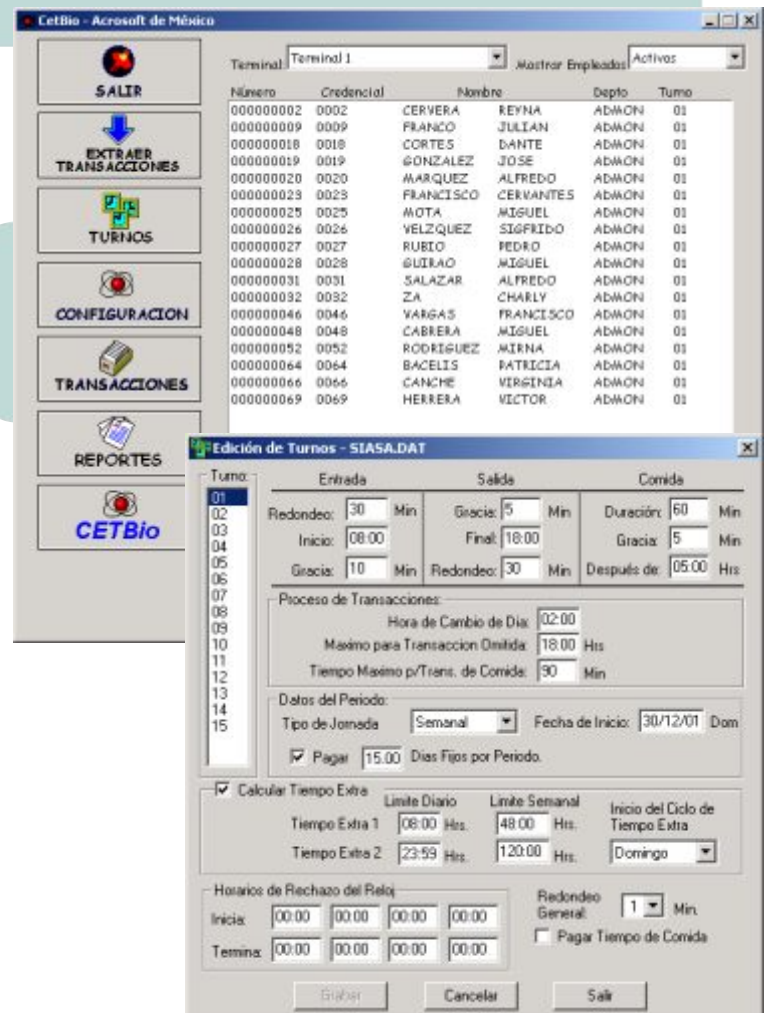 CetBio - Acrosoft de México
SALIR
EXTRAER
TRANSACCIONES
TURNOS
CONFIGURACION
TRANSACCIONES
REPORTES
CETBio
Terminal: Terminal 1 Mostrar Empleados Activos
Número Credencial Nombre Depto Turno
000000002 0002 CERVERA REYNA ADMON 01
000000009 0009 FRANCO JULIAN ADMON 01
000000018 0018 CORTES DANTE ADMON 01
000000019 0019 GONZALEZ JOSE ADMON 01
000000020 0020 MARQUEZ ALFREDO ADMON 01
000000023 0023 FRANCISCO CERVANTES ADMON 01
000000025 0025 MOTA MIGUEL ADMON 01
000000026 0026 VELZQUEZ SIGFRIDO ADMON 01
000000027 0027 RUBIO PEDRO ADMON 01
000000028 0028 GUIRAO MIGUEL ADMON 01
000000031 0031 SALAZAR ALFREDO ADMON 01
000000032 0032 ZA CHARLY ADMON 01
000000046 0046 VARGAS FRANCISCO ADMON 01
000000048 0048 CABRERA MIGUEL ADMON 01
000000052 0052 RODRIGUEZ MIRNA ADMON 01
000000064 0064 BACELIS PATRICIA ADMON 01
000000066 0066 CANCHE VIRGINIA ADMON 01
000000069 0069 HERRERA VICTOR ADMON 01
Edición de Turnos - SIASA.DAT
Turno:
01
02
03
04
05
06
07
08
09
10
11
12
13
14
15
Entrada Salida Comida
Redondeo: 30 Min Gracia: 5 Min Duración: 60 Min
Inicio: 08:00 Final: 18:00 Gracia: 5 Min
Gracia: 10 Min Redondeo: 30 Min Después de: 05:00 Hrs
Proceso de Transacciones:
Hora de Cambio de Dia: 02:00
Maximo para Transaccion Omitida: 18:00 Hrs
Tiempo Maximo p/Trans. de Comida: 90 Min
Datos del Periodo:
Tipo de Jornada Semanal Fecha de Inicio: 30/12/01 Dom
Pagar 15.00 Dias Fijos por Periodo.
Calcular Tiempo Extra
Limite Diario Limite Semanal Inicio del Ciclo de
Tiempo Extra 1 08:00 Hrs. 48:00 Hrs. Tiempo Extra
Tiempo Extra 2 23:59 Hrs. 120:00 Hrs. Domingo
Horarios de Rechazo del Reloj
Inicia: 00:00 00:00 00:00 00:00
Termina: 00:00 00:00 00:00 00:00
Redondeo
General: 1 Min.
Pagar Tiempo de Comida
Grabar Cancelar Salir